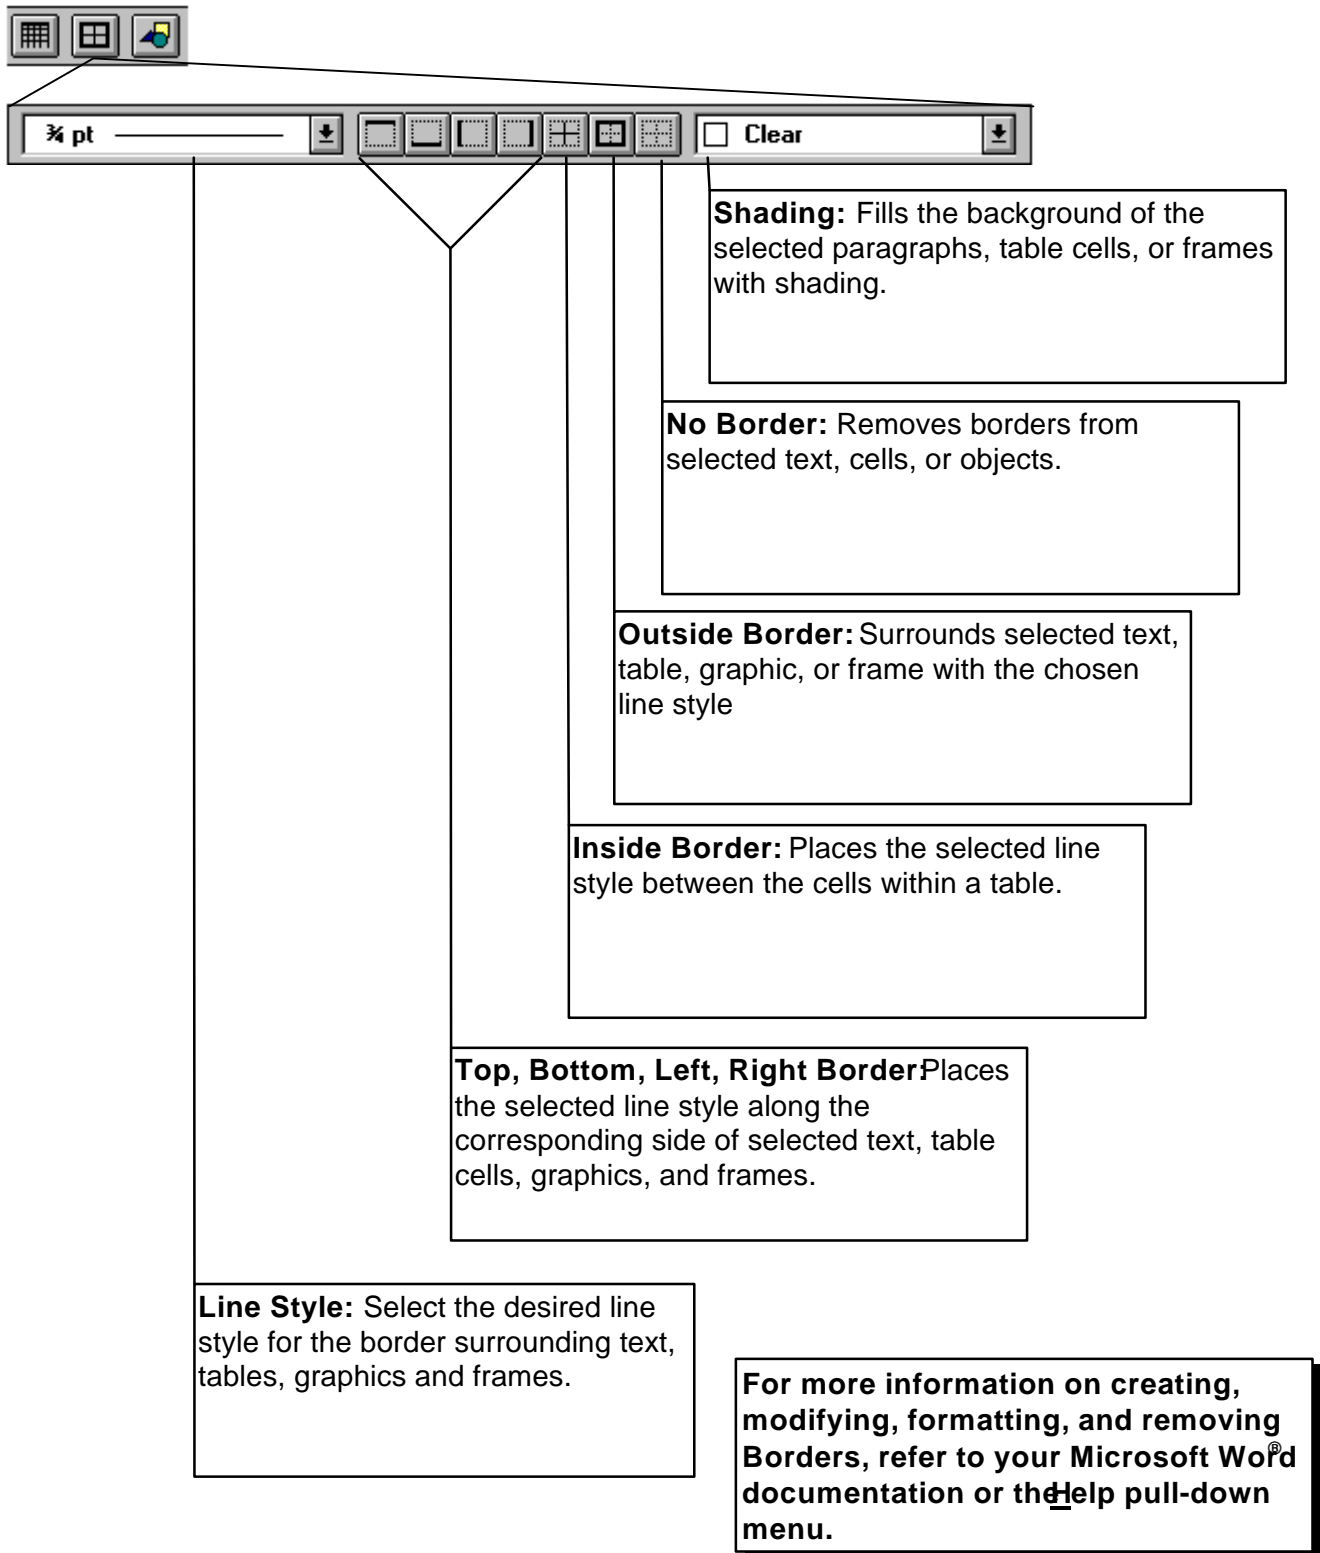 ¾ pt
Clear
Shading: Fills the background of the
selected paragraphs, table cells, or frames
with shading.
No Border: Removes borders from
selected text, cells, or objects.
Outside Border: Surrounds selected text,
table, graphic, or frame with the chosen
line style
Inside Border: Places the selected line
style between the cells within a table.
Top, Bottom, Left, Right Border: Places
the selected line style along the
corresponding side of selected text, table
cells, graphics, and frames.
Line Style: Select the desired line
style for the border surrounding text,
tables, graphics and frames.
For more information on creating,
modifying, formatting, and removing
Borders, refer to your Microsoft Word®
documentation or the Help pull-down
menu.